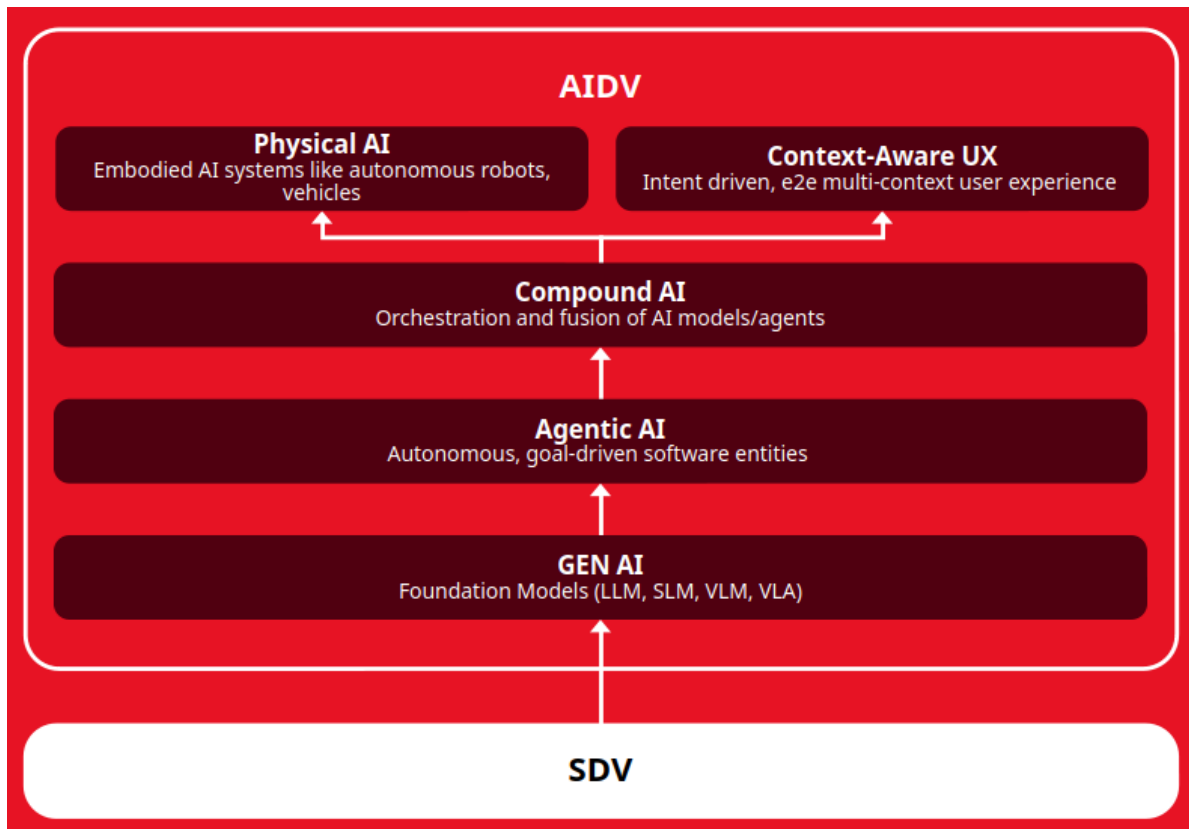 AIDV
Physical AI
Embodied AI systems like autonomous robots,
vehicles
Context-Aware UX
Intent driven, e2e multi-context user experience
Compound AI
Orchestration and fusion of AI models/agents
Agentic AI
Autonomous, goal-driven software entities
GEN AI
Foundation Models (LLM, SLM, VLM, VLA)
SDV